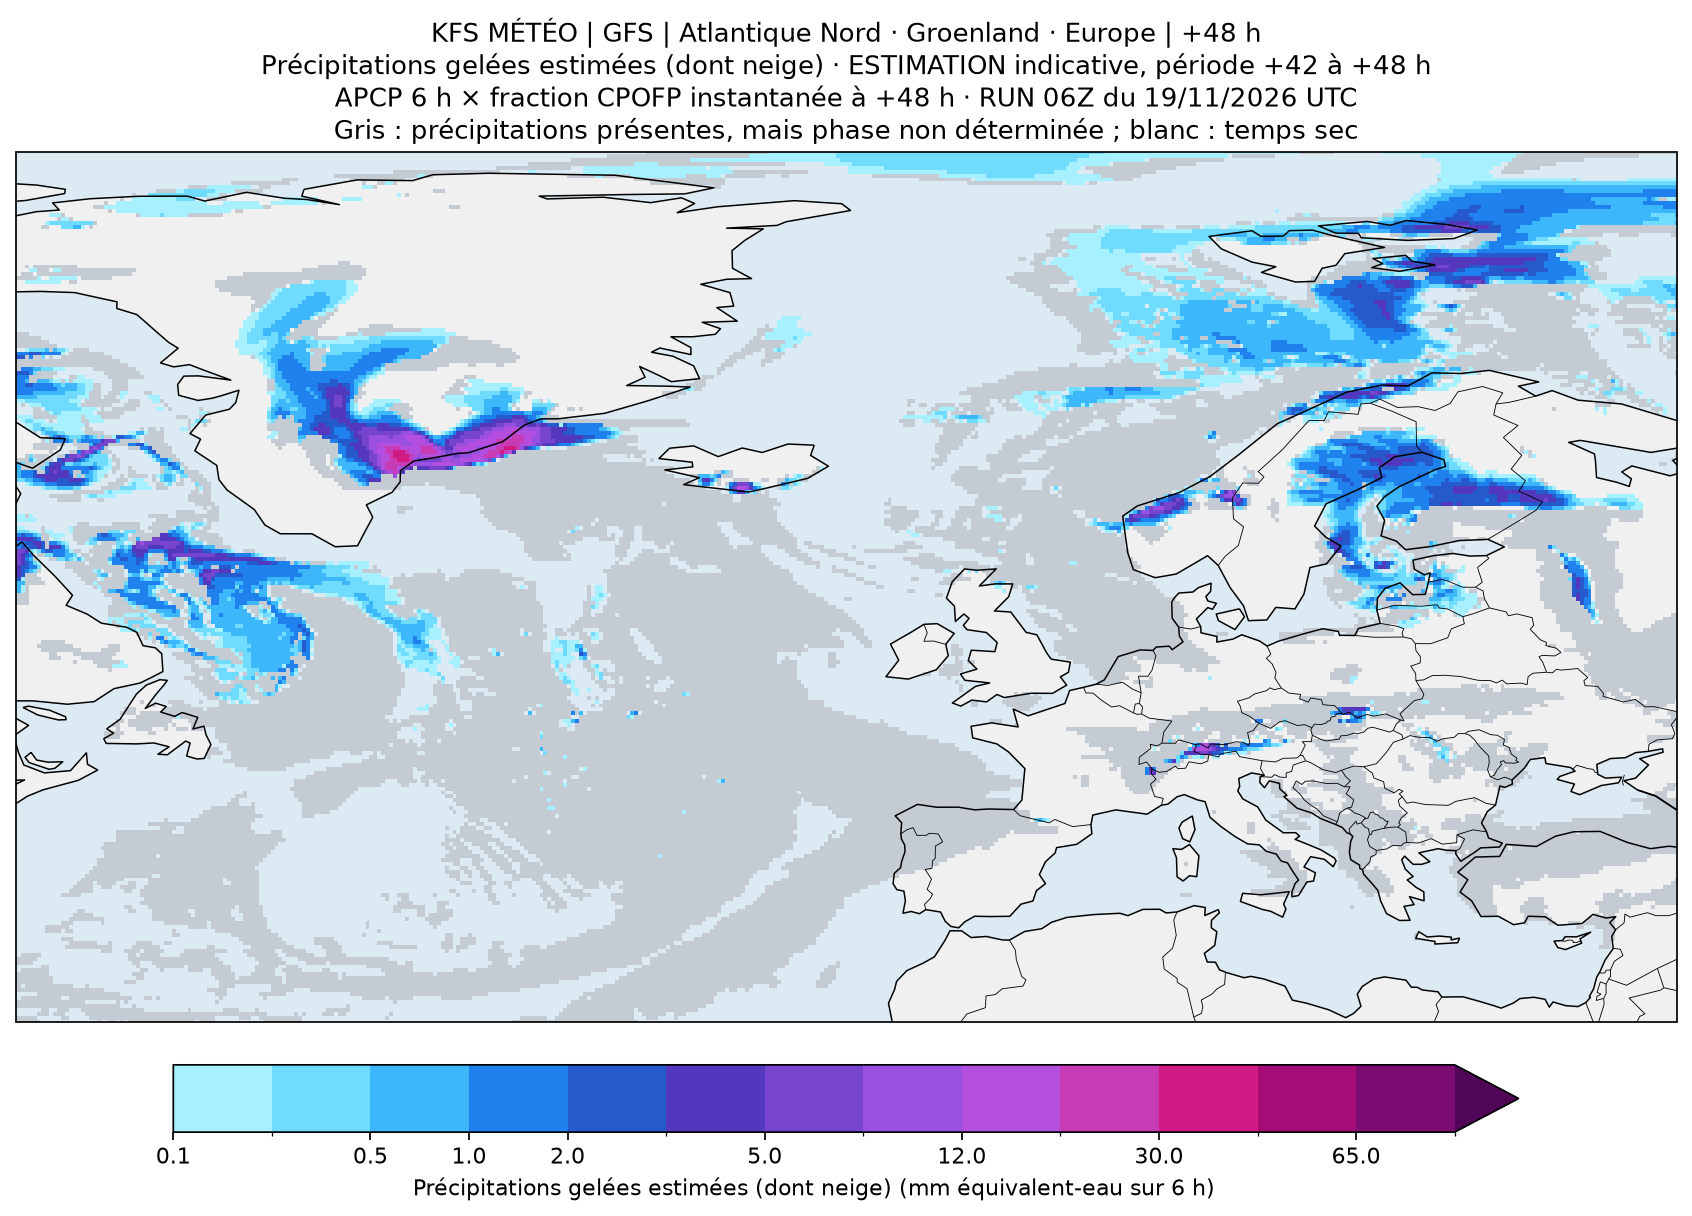 KFS MÉTÉO | GFS | Atlantique Nord · Groenland · Europe | +48 h
Précipitations gelées estimées (dont neige) · ESTIMATION indicative, période +42 à +48 h
APCP 6 h × fraction CPOFP instantanée à +48 h · RUN 06Z du 19/11/2026 UTC
Gris : précipitations présentes, mais phase non déterminée ; blanc : temps sec
0.1 0.5 1.0 2.0 5.0 12.0 30.0 65.0
Précipitations gelées estimées (dont neige) (mm équivalent-eau sur 6 h)